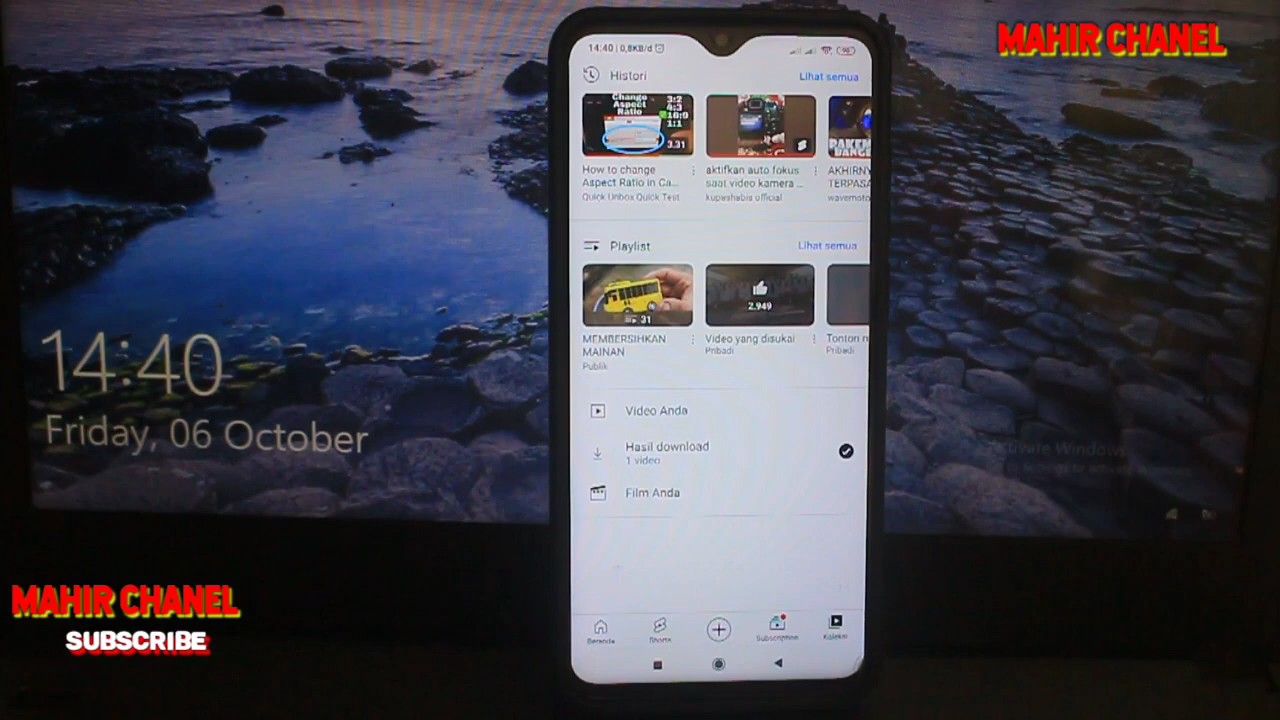 MAHIR CHANEL
14:40 | 0,8KB/d
Histori
Lihat semua
Change
Aspect
Ratio
3:2
4:3
16:9
1:1
3.31
How to change
Aspect Ratio in Ca...
Quick Unbox Quick Test
aktifkan auto fokus
saat video kamera ...
kupashabis official
AKHIRN
TERPASA
wavemoto
Playlist
Lihat semua
31
2,949
MEMBERSIHKAN
MAINAN
Publik
Video yang disukai
Pribadi
Tonton n
Pribadi
Video Anda
Hasil download
1 video
Film Anda
Beranda
Shorts
Subscription
Koleksi
14:40
Friday, 06 October
Activate Windows
MAHIR CHANEL
SUBSCRIBE